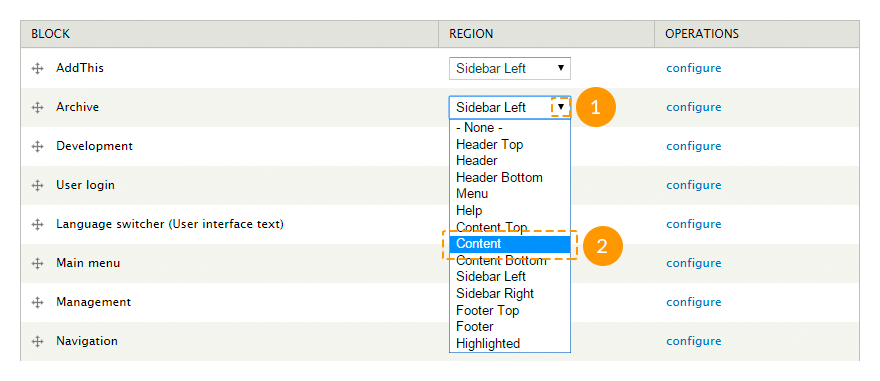 BLOCK REGION OPERATIONS
AddThis Sidebar Left configure
Archive Sidebar Left 1 configure
- None -
Header Top
Development configure
Header
Header Bottom
User login configure
Menu
Help
Language switcher (User interface text) Content Top configure
Content 2
Main menu Content Bottom configure
Sidebar Left
Sidebar Right
Management configure
Footer Top
Footer
Navigation Highlighted configure